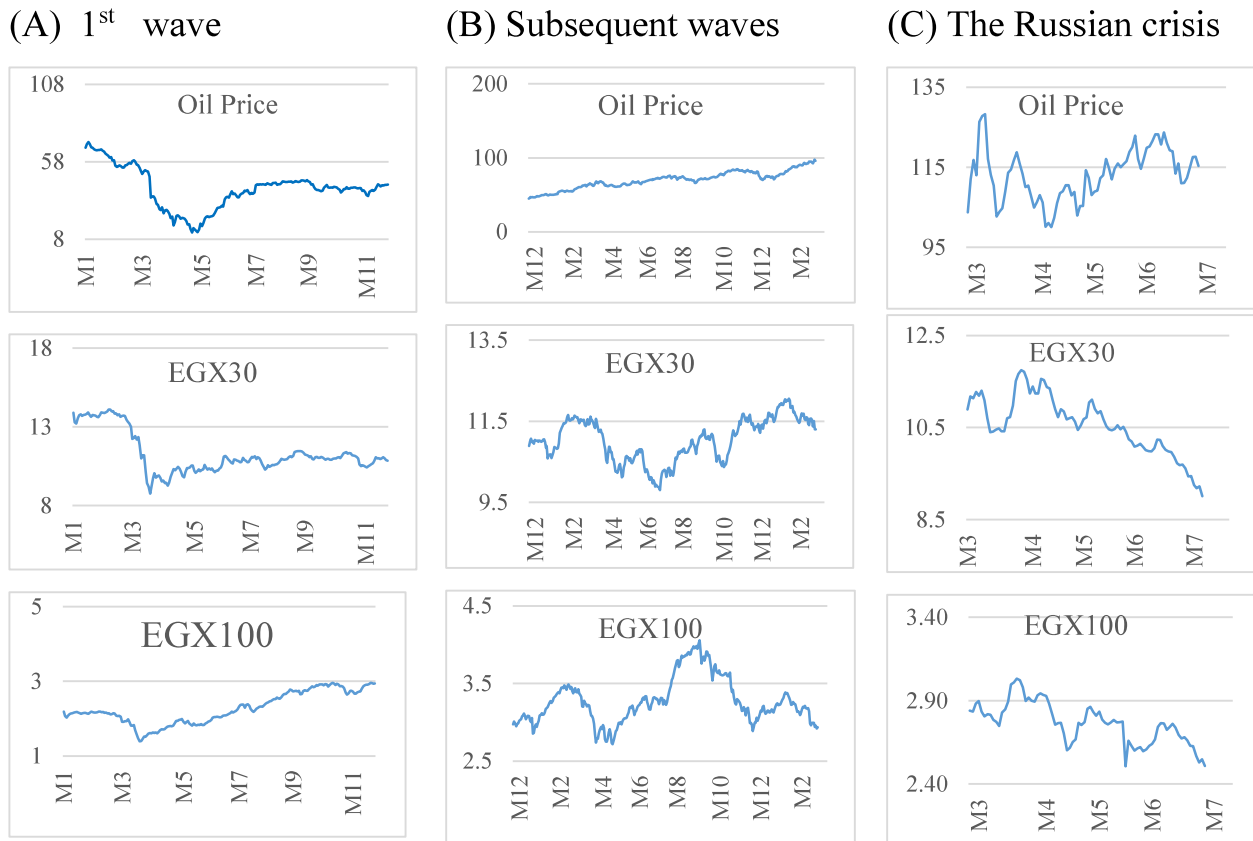 (A) 1st wave
(B) Subsequent waves
(C) The Russian crisis
Oil Price
108
58
8
M1 M3 M5 M7 M9 M11
Oil Price
200
100
0
M12 M2 M4 M6 M8 M10 M12 M2
Oil Price
135
115
95
M3 M4 M5 M6 M7
EGX30
18
13
8
M1 M3 M5 M7 M9 M11
EGX30
13.5
11.5
9.5
M12 M2 M4 M6 M8 M10 M12 M2
EGX30
12.5
10.5
8.5
M3 M4 M5 M6 M7
EGX100
5
3
1
M1 M3 M5 M7 M9 M11
EGX100
4.5
3.5
2.5
M12 M2 M4 M6 M8 M10 M12 M2
EGX100
3.40
2.90
2.40
M3 M4 M5 M6 M7